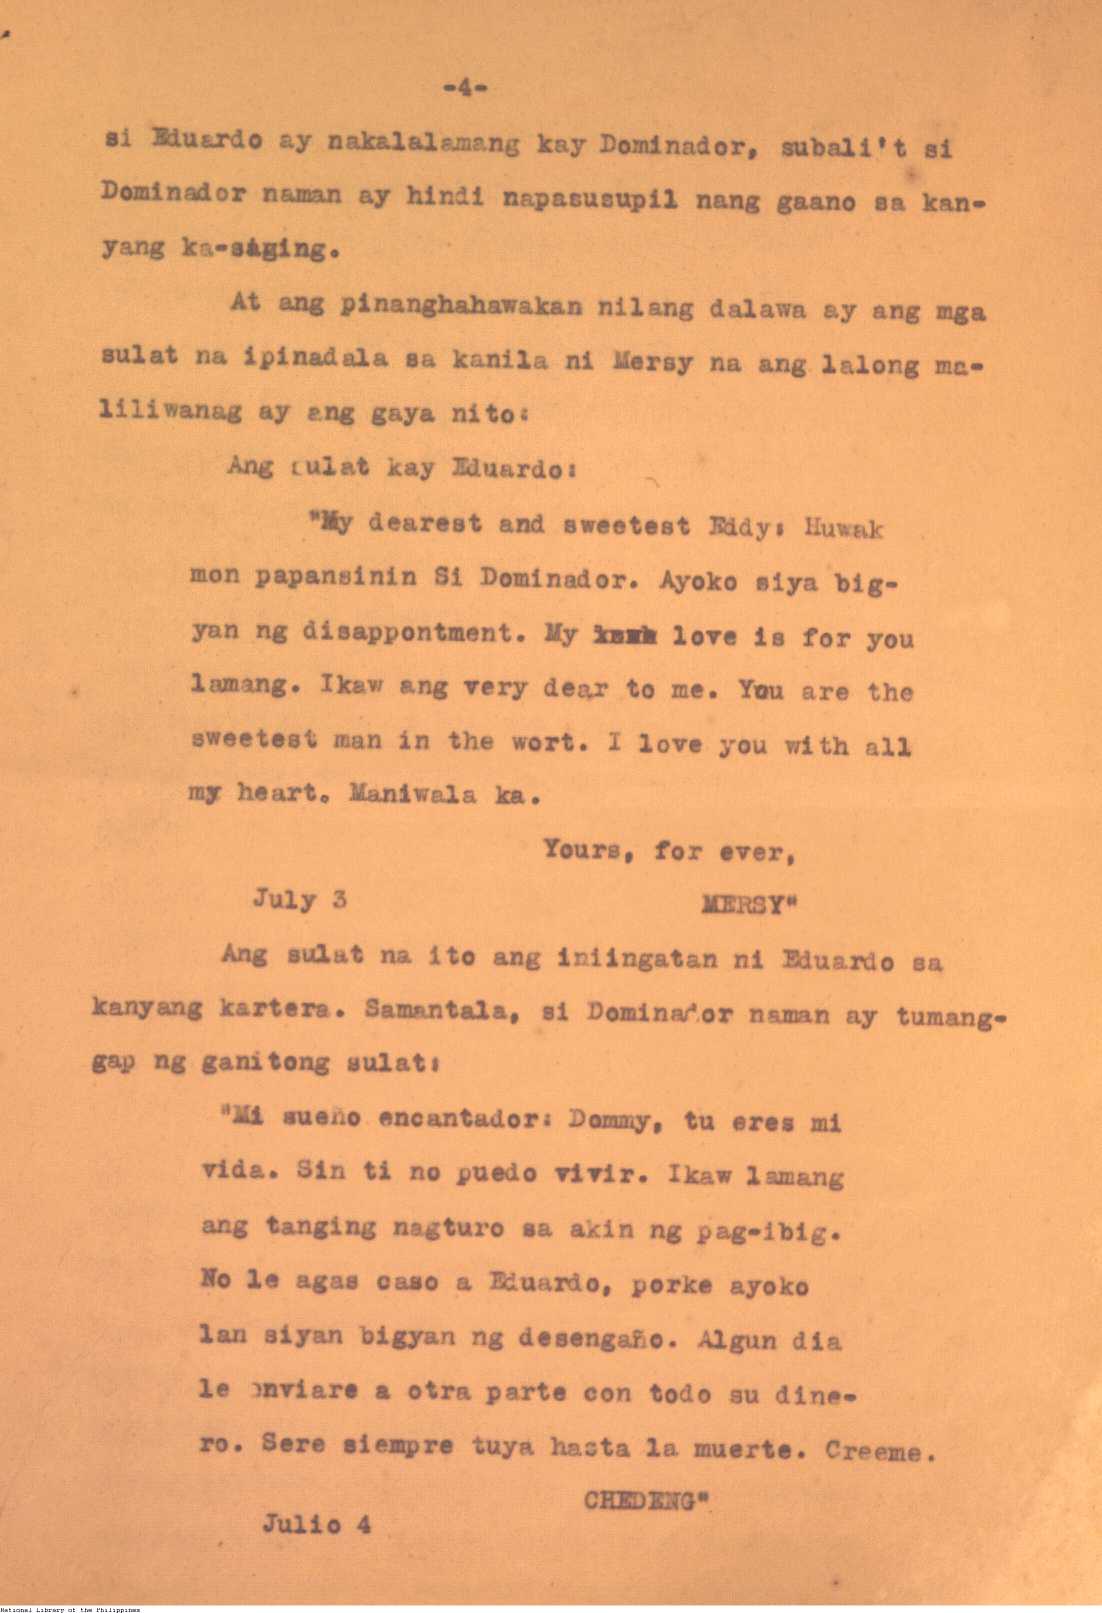 -4-
si Eduardo ay nakalalamang kay Dominador, subali't si
Dominador naman ay hindi napasusupil nang gaano sa kan-
yang ka-saging.
At ang pinanghahawakan nilang dalawa ay ang mga
sulat na ipinadala sa kanila ni Mersy na ang lalong ma-
liliwanag ay ang gaya nito:
Ang sulat kay Eduardo:
"My dearest and sweetest Eddy: Huwak
mon papansinin Si Dominador. Ayoko siya big-
yan ng disappontment. My love is for you
lamang. Ikaw ang very dear to me. You are the
sweetest man in the wort. I love you with all
my heart. Maniwala ka.
Yours, for ever,
July 3 MERSY"
Ang sulat na ito ang iniingatan ni Eduardo sa
kanyang kartera. Samantala, si Dominador naman ay tumang-
gap ng ganitong sulat:
"Mi sueño encantador: Dommy, tu eres mi
vida. Sin ti no puedo vivir. Ikaw lamang
ang tanging nagturo sa akin ng pag-ibig.
No le agas caso a Eduardo, porke ayoko
lan siyan bigyan ng desengaño. Algun dia
le enviare a otra parte con todo su dine-
ro. Sere siempre tuya hasta la muerte. Creeme.
CHEDENG"
Julio 4
National Library of the Philippines